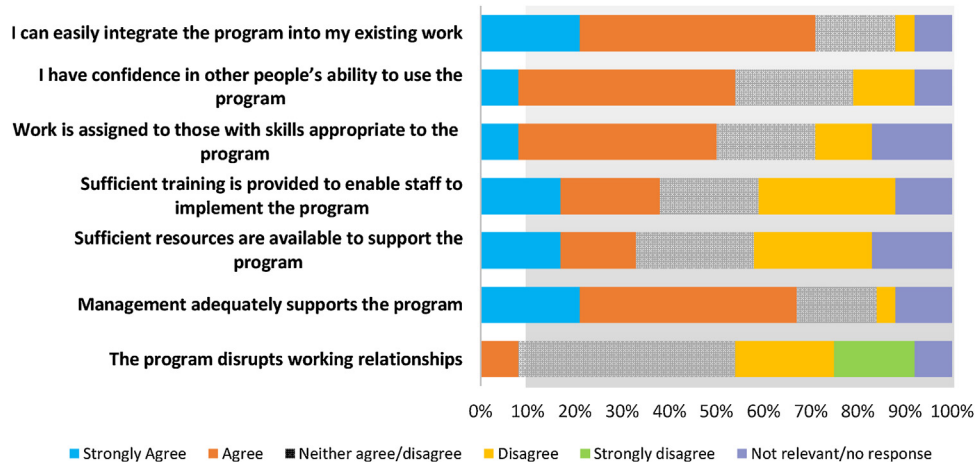 I can easily integrate the program into my existing work
I have confidence in other people’s ability to use the
program
Work is assigned to those with skills appropriate to the
program
Sufficient training is provided to enable staff to
implement the program
Sufficient resources are available to support the
program
Management adequately supports the program
The program disrupts working relationships
0% 10% 20% 30% 40% 50% 60% 70% 80% 90% 100%
Strongly Agree Agree Neither agree/disagree Disagree Strongly disagree Not relevant/no response